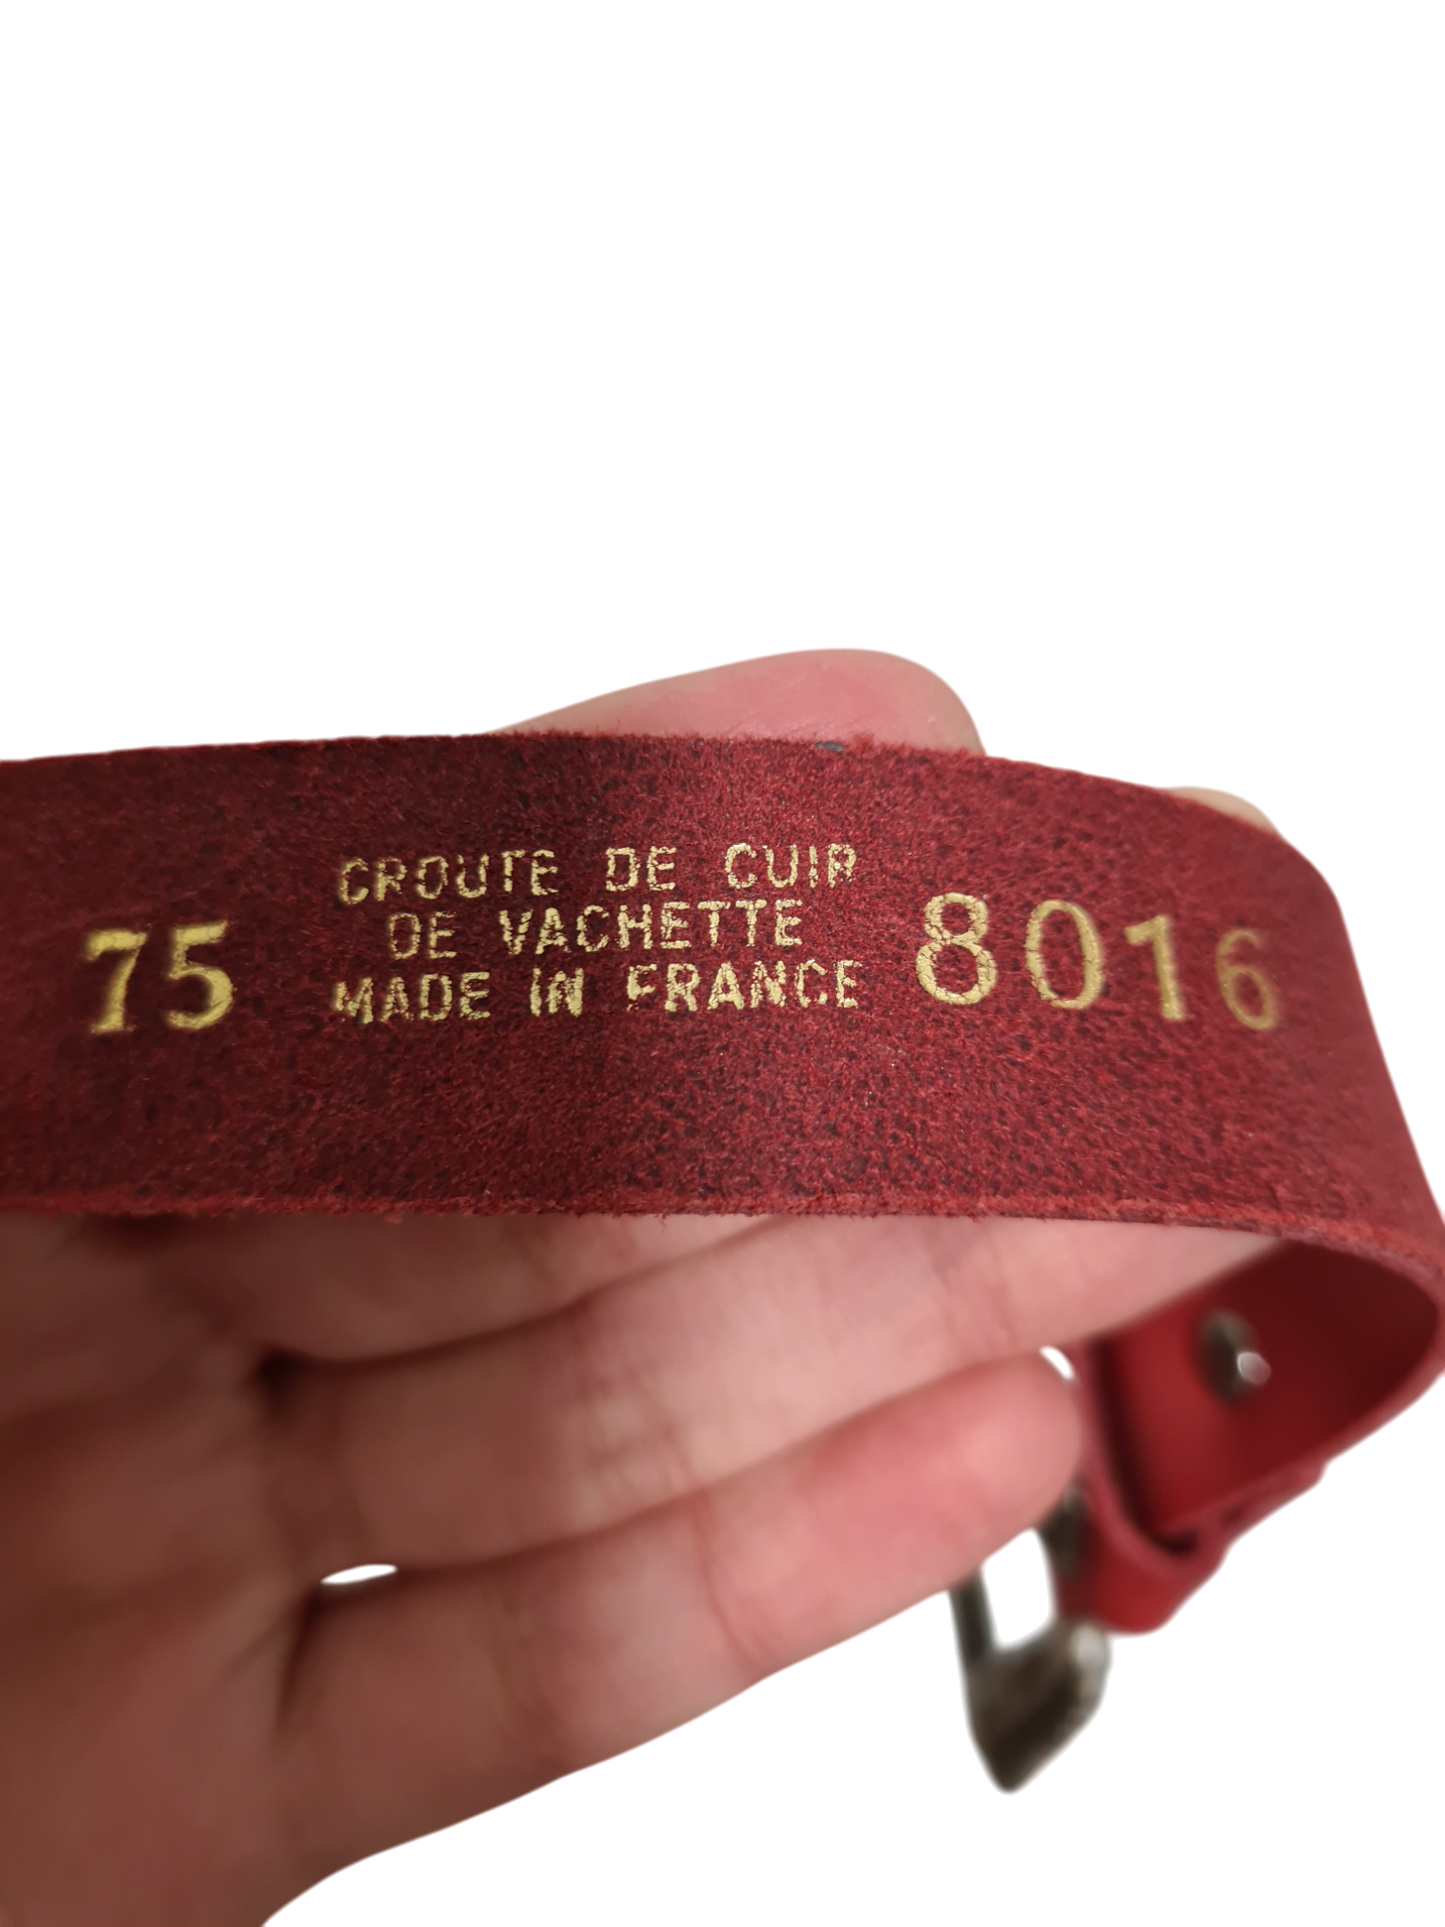 75
CROUTE DE CUIR
DE VACHETTE
MADE IN FRANCE
8016